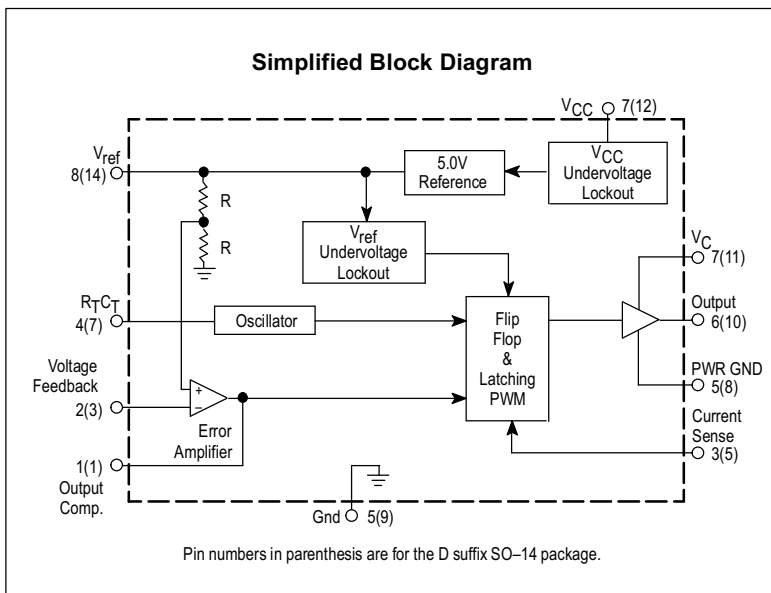 Simplified Block Diagram
VCC 7(12)
Vref
8(14)
R
R
5.0V
Reference
VCC
Undervoltage
Lockout
Vref
Undervoltage
Lockout
VC
7(11)
RTCT
4(7)
Oscillator
Flip
Flop
&
Latching
PWM
Output
6(10)
Voltage
Feedback
2(3)
+
–
Error
Amplifier
PWR GND
5(8)
Current
Sense
3(5)
1(1)
Output
Comp.
Gnd 5(9)
Pin numbers in parenthesis are for the D suffix SO–14 package.